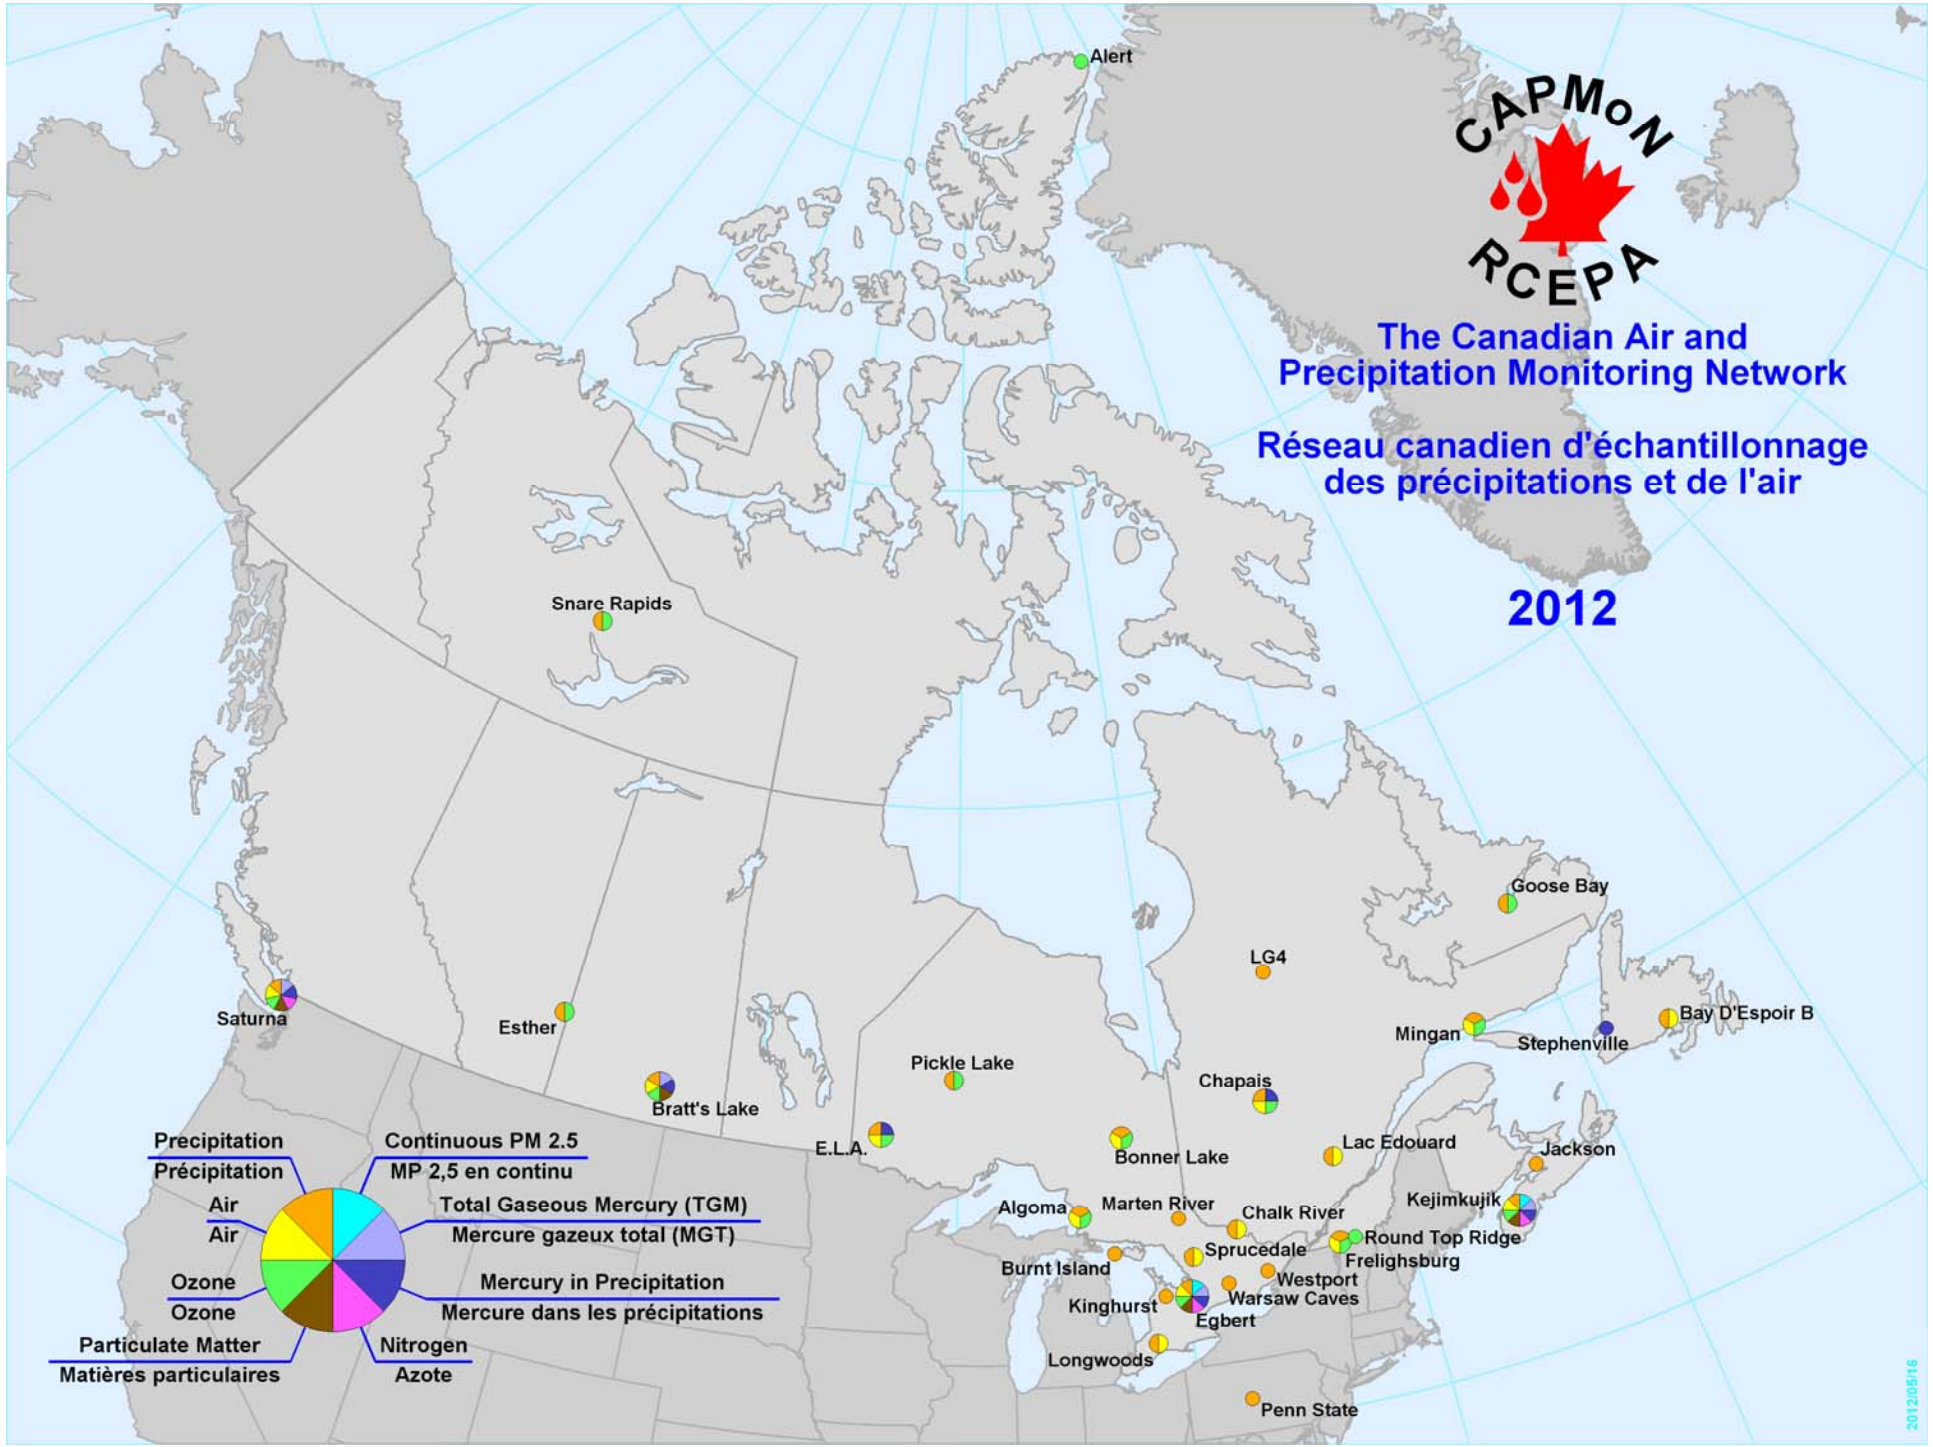 Alert
CAPMoN
RCEPA
The Canadian Air and
Precipitation Monitoring Network
Réseau canadien d'échantillonnage
des précipitations et de l'air
2012
Snare Rapids
Goose Bay
LG4
Saturna
Esther
Bay D'Espoir B
Mingan
Stephenville
Pickle Lake
Chapais
Bratt's Lake
E.L.A.
Bonner Lake
Lac Edouard
Jackson
Algoma
Marten River
Chalk River
Kejimkujik
Round Top Ridge
Sprucedale
Frelighsburg
Burnt Island
Westport
Warsaw Caves
Kinghurst
Egbert
Longwoods
Penn State
Precipitation
Précipitation
Continuous PM 2.5
MP 2,5 en continu
Air
Air
Total Gaseous Mercury (TGM)
Mercure gazeux total (MGT)
Ozone
Ozone
Mercury in Precipitation
Mercure dans les précipitations
Particulate Matter
Matières particulaires
Nitrogen
Azote
2012/05/16